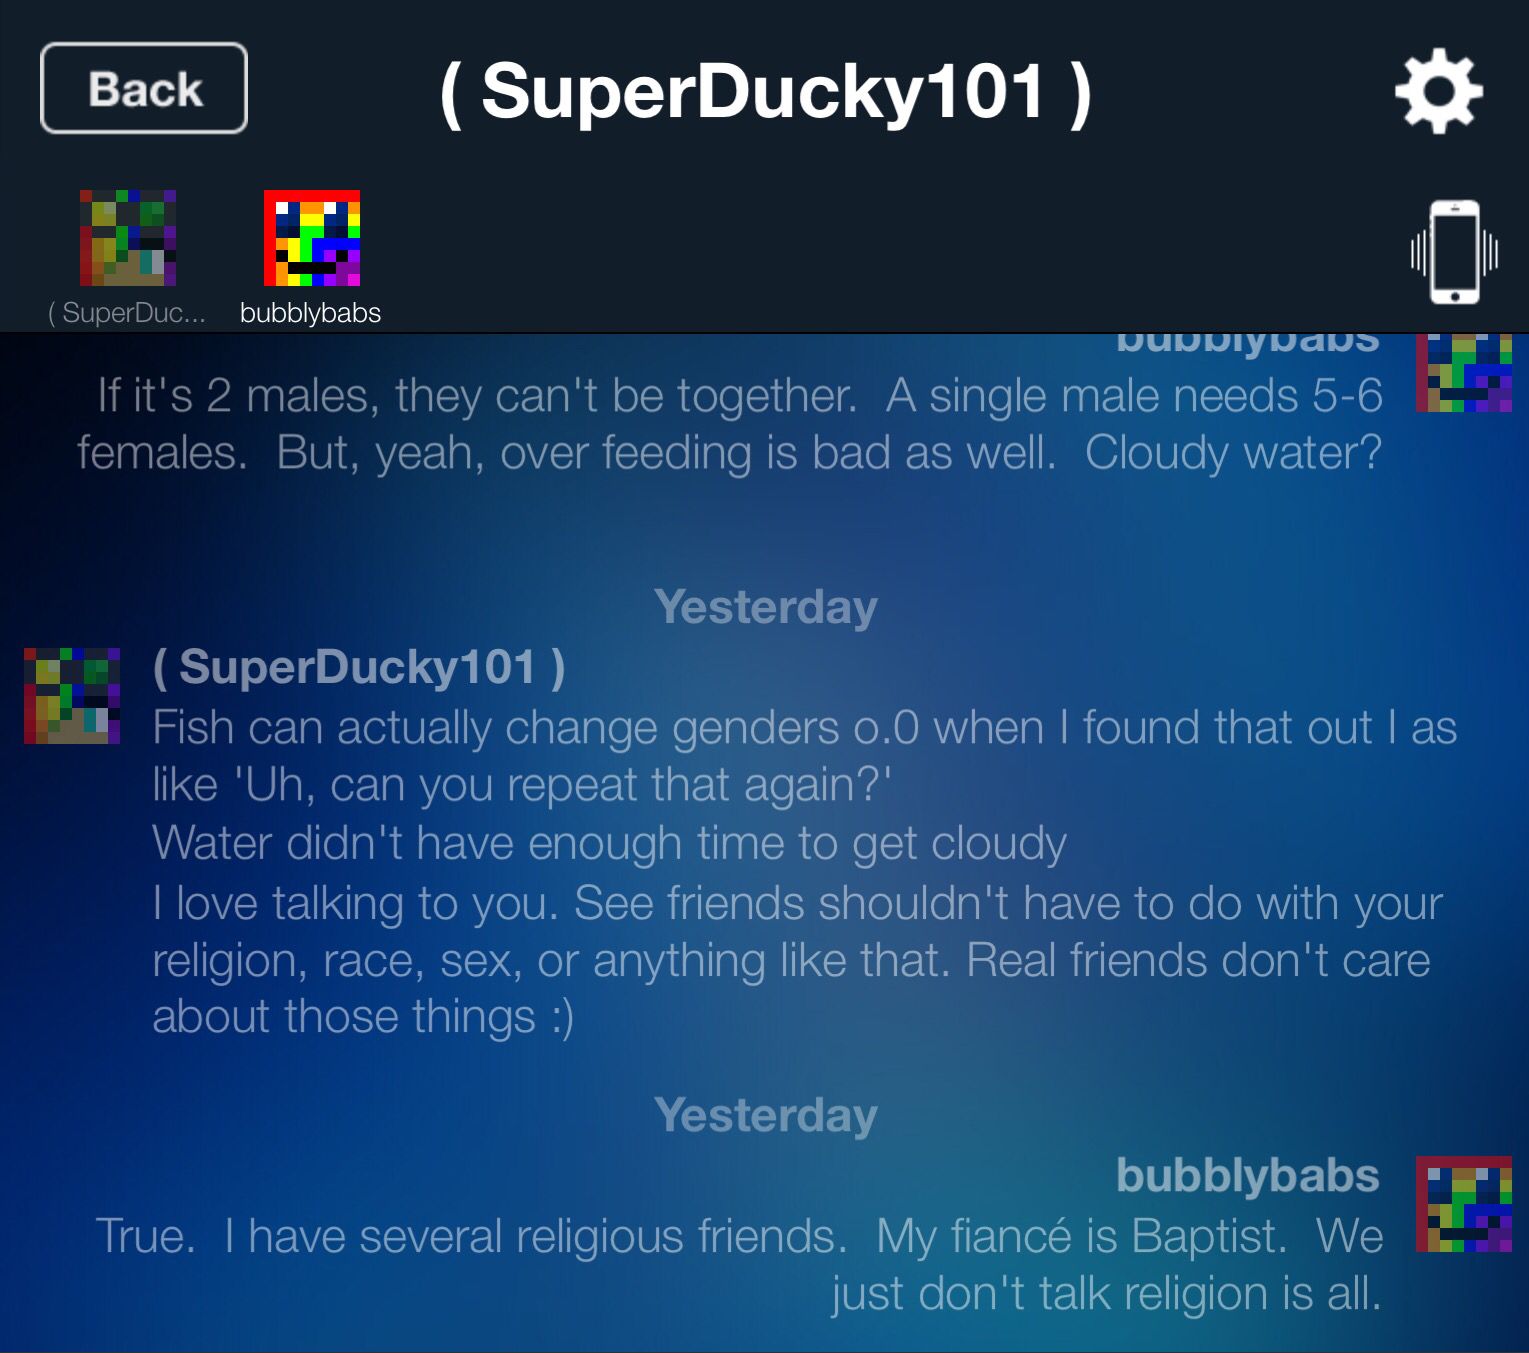 Back
( SuperDucky101 )
( SuperDuc...
bubblybabs
bubblybabs
If it's 2 males, they can't be together.  A single male needs 5-6
females.  But, yeah, over feeding is bad as well.  Cloudy water?
Yesterday
( SuperDucky101 )
Fish can actually change genders o.0 when I found that out I as
like 'Uh, can you repeat that again?'
Water didn't have enough time to get cloudy
I love talking to you. See friends shouldn't have to do with your
religion, race, sex, or anything like that. Real friends don't care
about those things :)
Yesterday
bubblybabs
True.  I have several religious friends.  My fiancé is Baptist.  We
just don't talk religion is all.